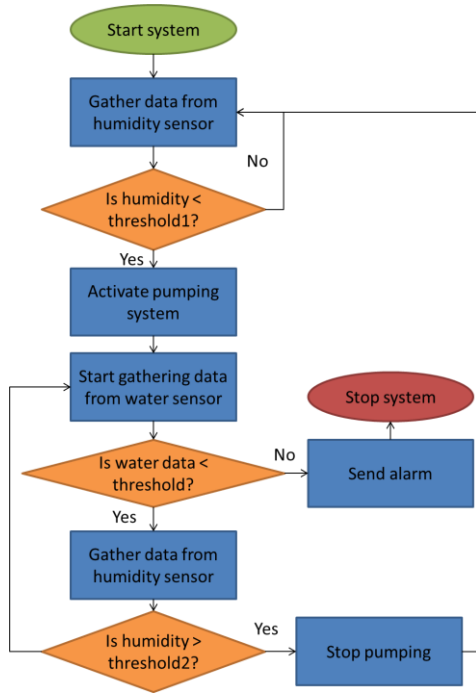 Start system
Gather data from
humidity sensor
No
Is humidity <
threshold1?
Yes
Activate pumping
system
Start gathering data
from water sensor
Stop system
Is water data <
threshold?
No
Send alarm
Yes
Gather data from
humidity sensor
Is humidity >
threshold2?
Yes
Stop pumping